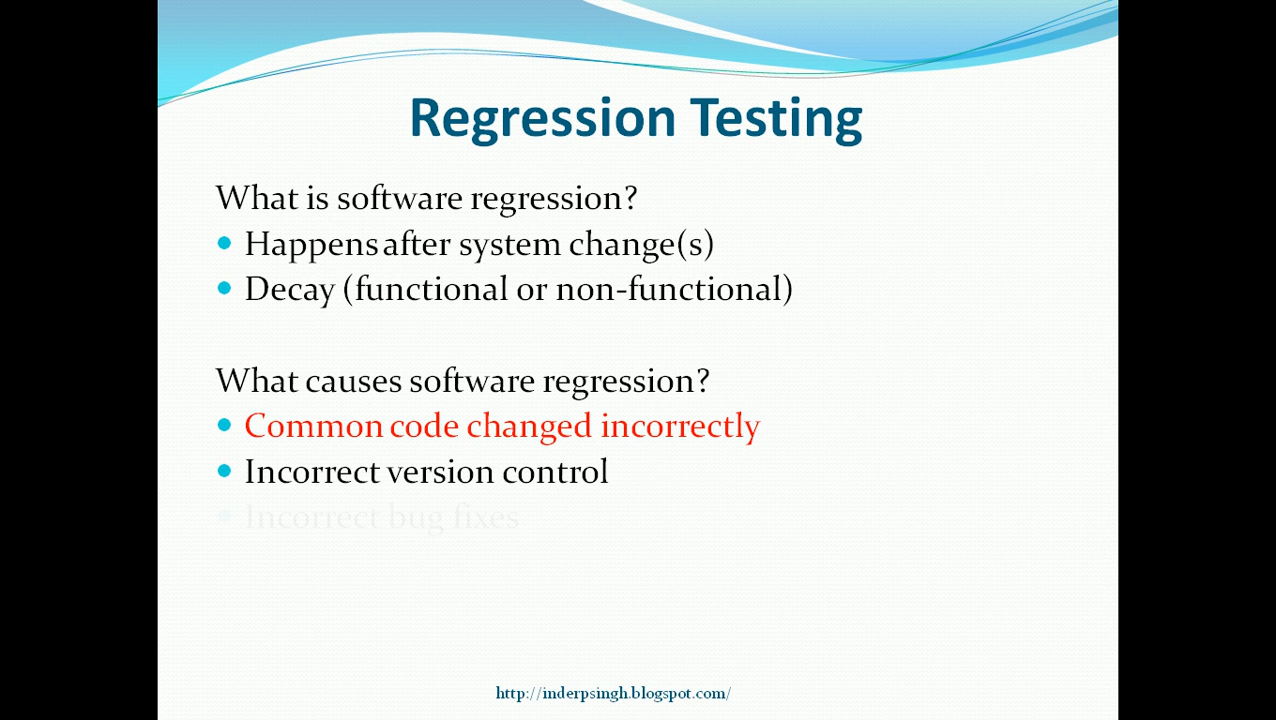 Regression Testing
What is software regression?
• Happens after system change(s)
• Decay (functional or non-functional)
What causes software regression?
• Common code changed incorrectly
• Incorrect version control
• Incorrect bug fixes
http://inderpsingh.blogspot.com/